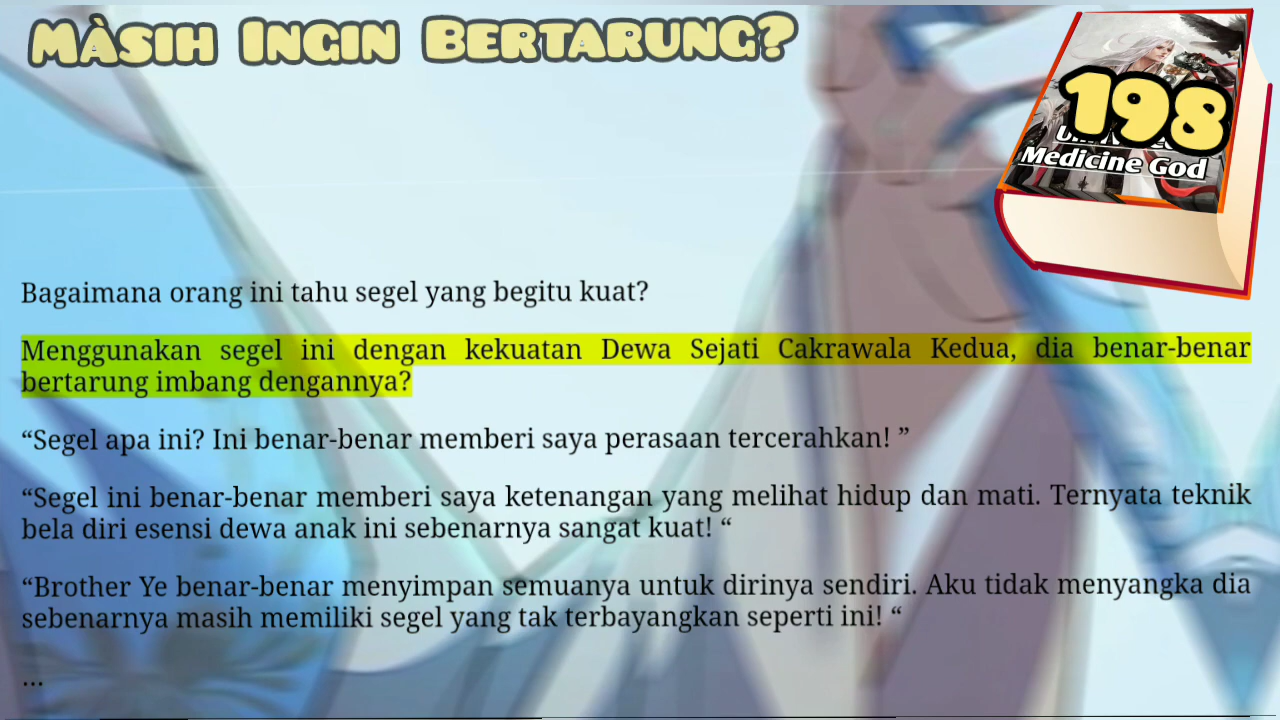 Màsih Ingin Bertarung?
198
Medicine God
Bagaimana orang ini tahu segel yang begitu kuat?
Menggunakan segel ini dengan kekuatan Dewa Sejati Cakrawala Kedua, dia benar-benar
bertarung imbang dengannya?
“Segel apa ini? Ini benar-benar memberi saya perasaan tercerahkan! ”
“Segel ini benar-benar memberi saya ketenangan yang melihat hidup dan mati. Ternyata teknik
bela diri esensi dewa anak ini sebenarnya sangat kuat! “
“Brother Ye benar-benar menyimpan semuanya untuk dirinya sendiri. Aku tidak menyangka dia
sebenarnya masih memiliki segel yang tak terbayangkan seperti ini! “
...